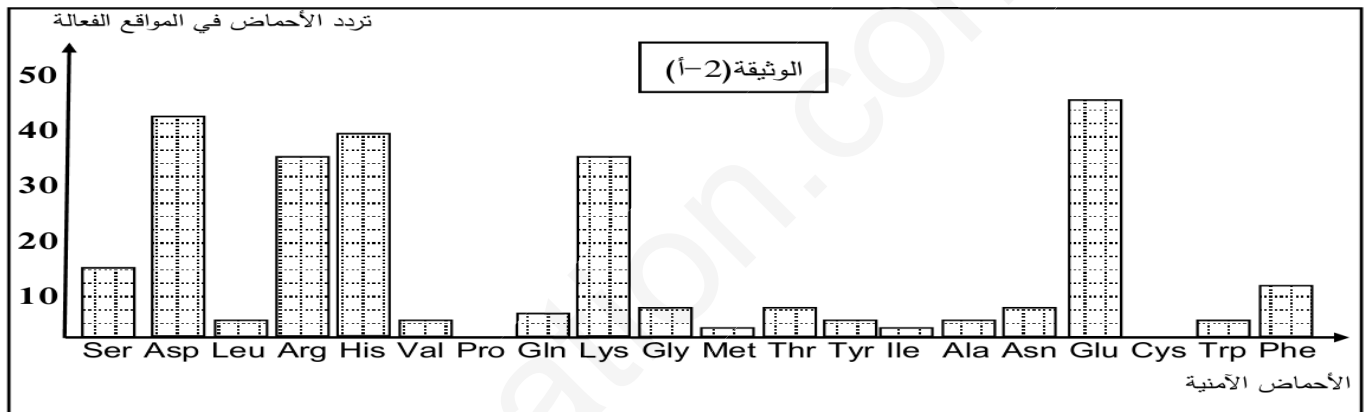 تردد الأحماض في المواقع الفعالة
الوثيقة(2-أ)
50
40
30
20
10
Ser Asp Leu Arg His Val Pro Gln Lys Gly Met Thr Tyr Ile Ala Asn Glu Cys Trp Phe
الأحماض الآمنية